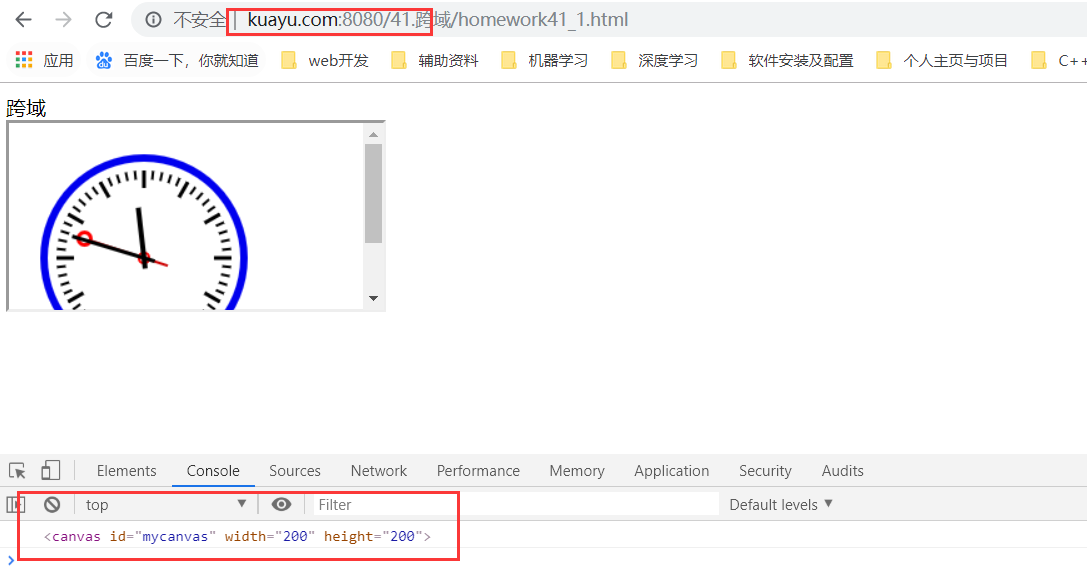 不安全 | kuayu.com:8080/41.跨域/homework41_1.html
应用 百度一下，你就知道 web开发 辅助资料 机器学习 深度学习 软件安装及配置 个人主页与项目 C++
跨域
Elements Console Sources Network Performance Memory Application Security Audits
top Filter Default levels
<canvas id="mycanvas" width="200" height="200">